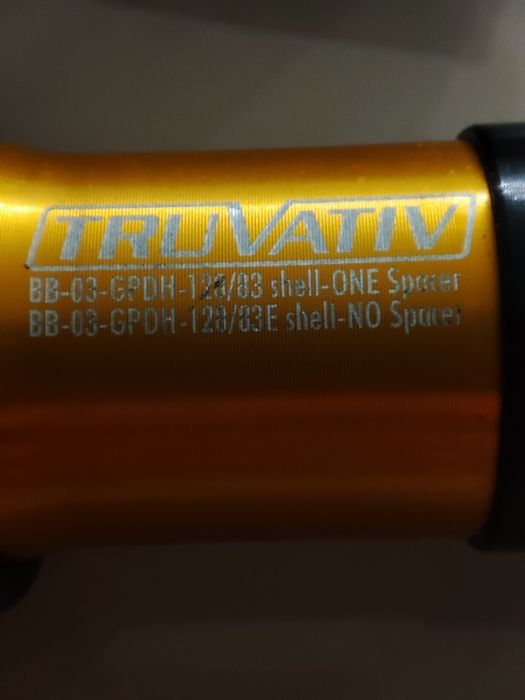 TRUVATIV
BB-03-GPDH-128/83 shell-ONE Spacer
BB-03-GPDH-128/83E shell-NO Spacer